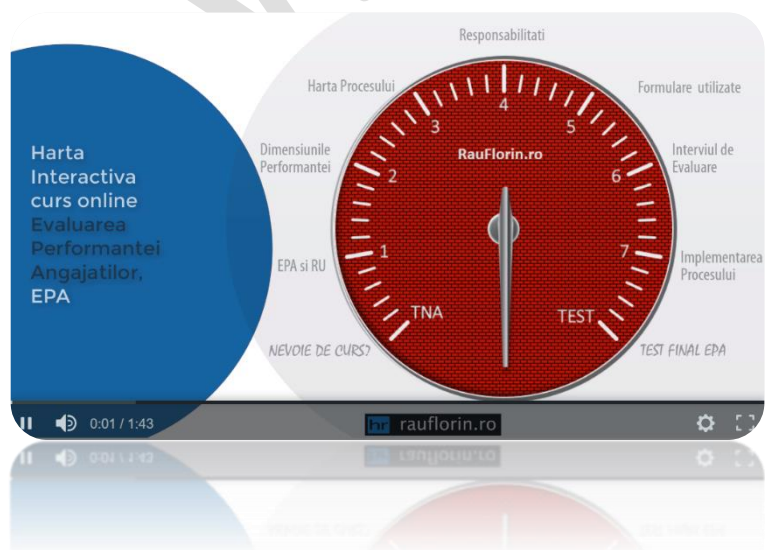 Harta
Interactiva
curs online
Evaluarea
Performantei
Angajatilor,
EPA
Responsabilitati
Harta Procesului
Formulare utilizate
Dimensiunile
Performantei
Interviul de
Evaluare
EPA si RU
Implementarea
Procesului
NEVOIE DE CURS?
TEST FINAL EPA
RauFlorin.ro
1
2
3
4
5
6
7
TNA
TEST
0:01 / 1:43
hr rauflorin.ro